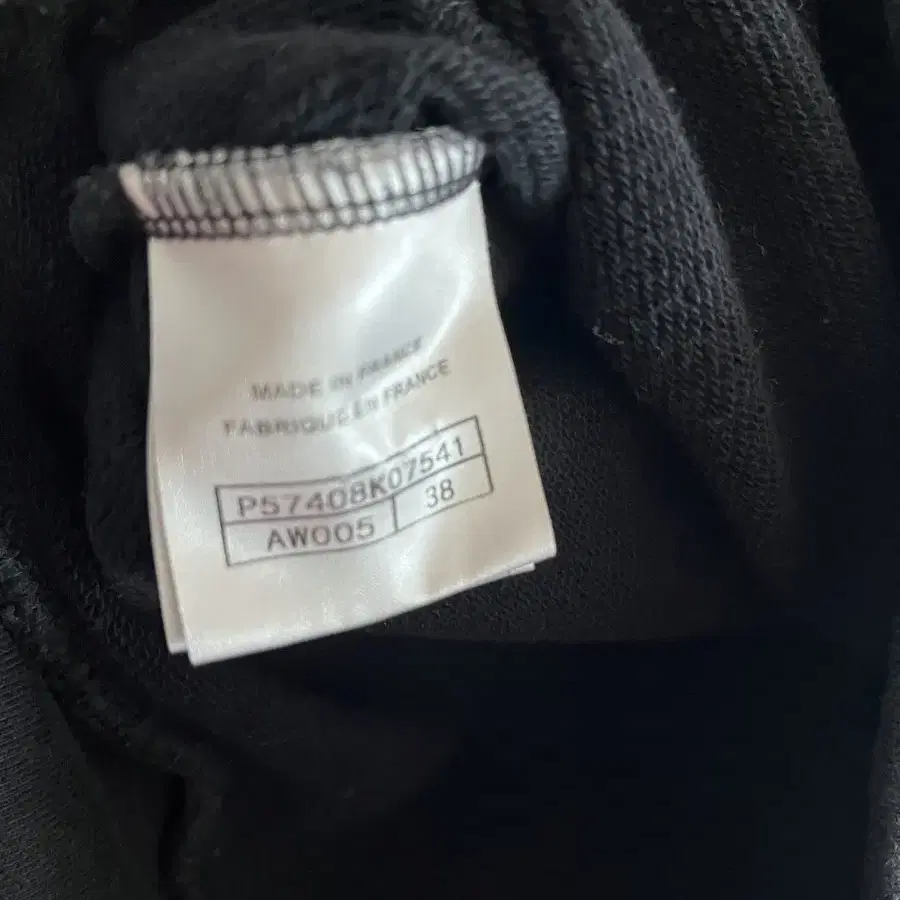 MADE IN FRANCE
FABRIQUE EN FRANCE
P57408K07541
AW005 38